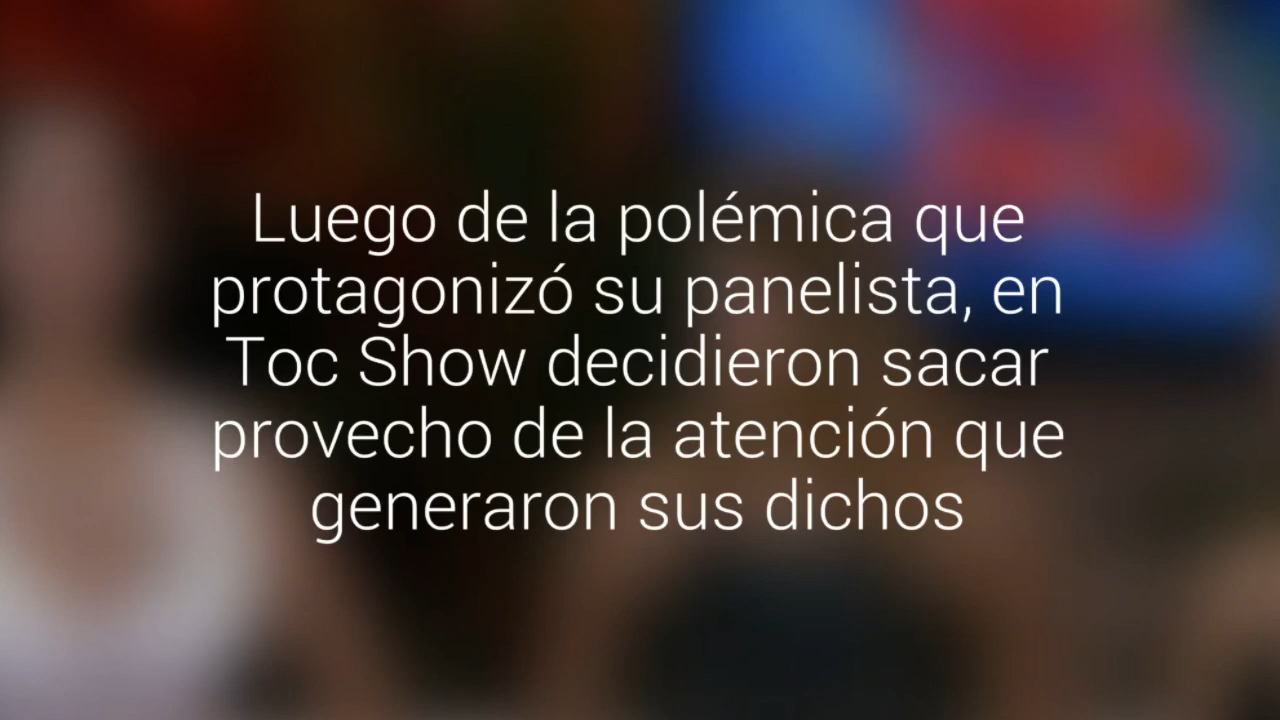 Luego de la polémica que
protagonizó su panelista, en
Toc Show decidieron sacar
provecho de la atención que
generaron sus dichos